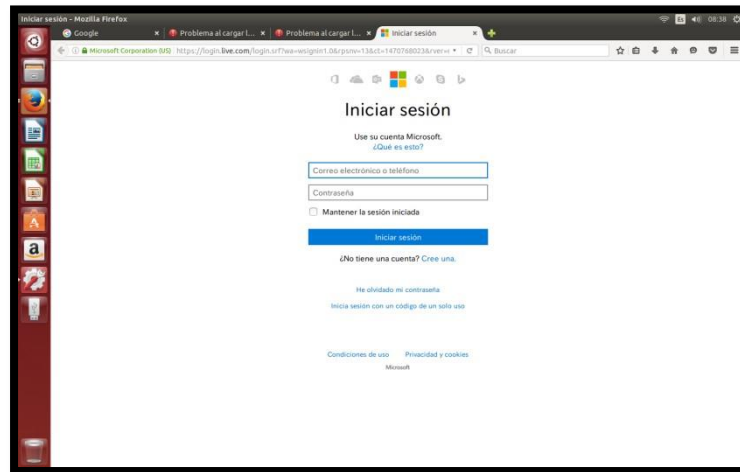 Iniciar sesión - Mozilla Firefox
Es 08:38
Google
Problema al cargar l...
Problema al cargar l...
Iniciar sesión
Microsoft Corporation (US) https://login.live.com/login.srf?wa=wsignin1.0&rpsnv=13&ct=1470768023&rver=
Buscar
Iniciar sesión
Use su cuenta Microsoft.
¿Qué es esto?
Correo electrónico o teléfono
Contraseña
Mantener la sesión iniciada
Iniciar sesión
¿No tiene una cuenta? Cree una.
He olvidado mi contraseña
Inicia sesión con un código de un solo uso
Condiciones de uso Privacidad y cookies
Microsoft